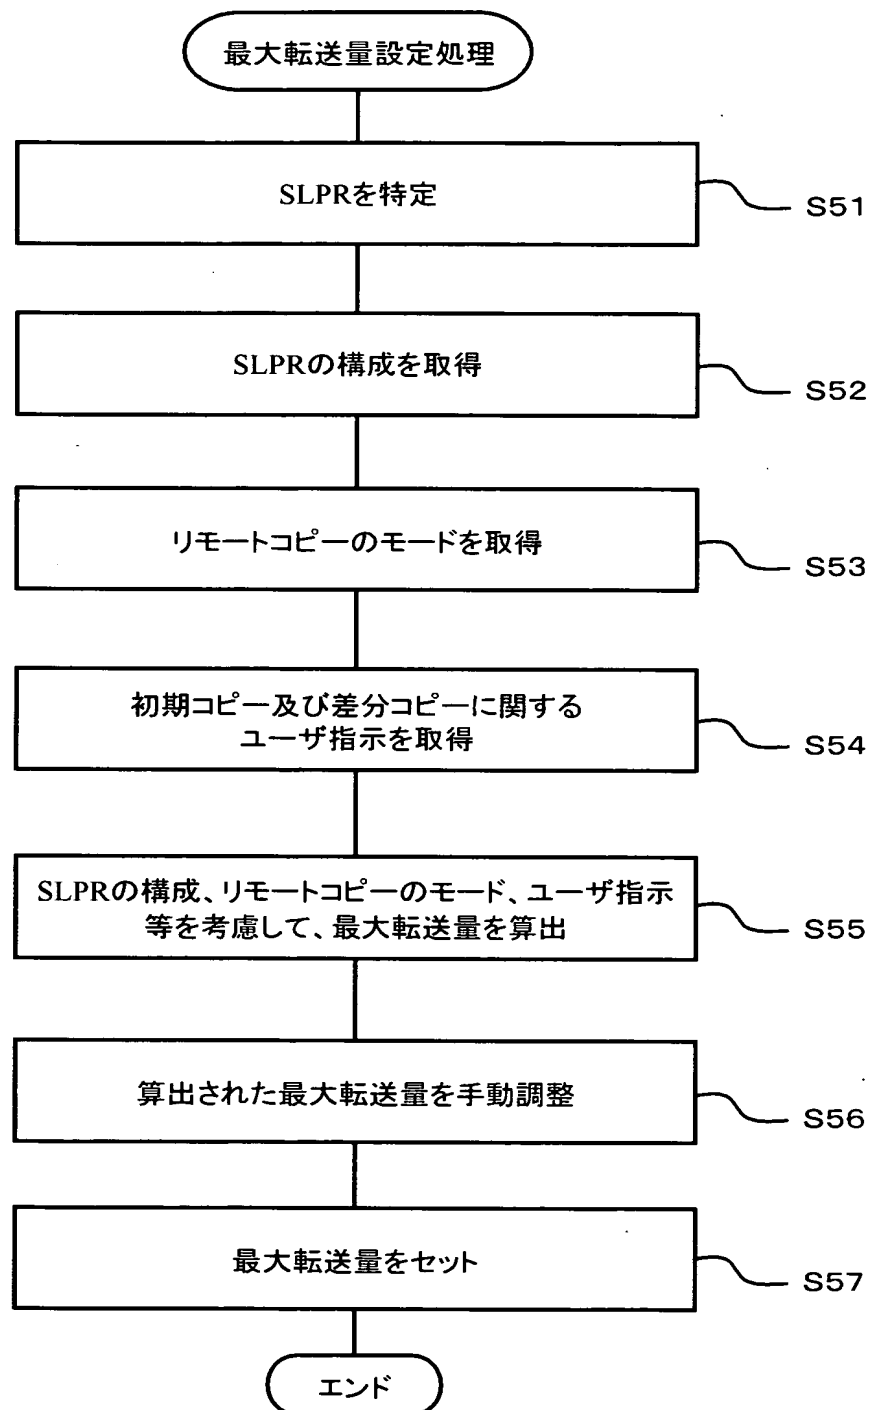 最大転送量設定処理
SLPRを特定
S51
SLPRの構成を取得
S52
リモートコピーのモードを取得
S53
初期コピー及び差分コピーに関する
ユーザ指示を取得
S54
SLPRの構成、リモートコピーのモード、ユーザ指示
等を考慮して、最大転送量を算出
S55
算出された最大転送量を手動調整
S56
最大転送量をセット
S57
エンド